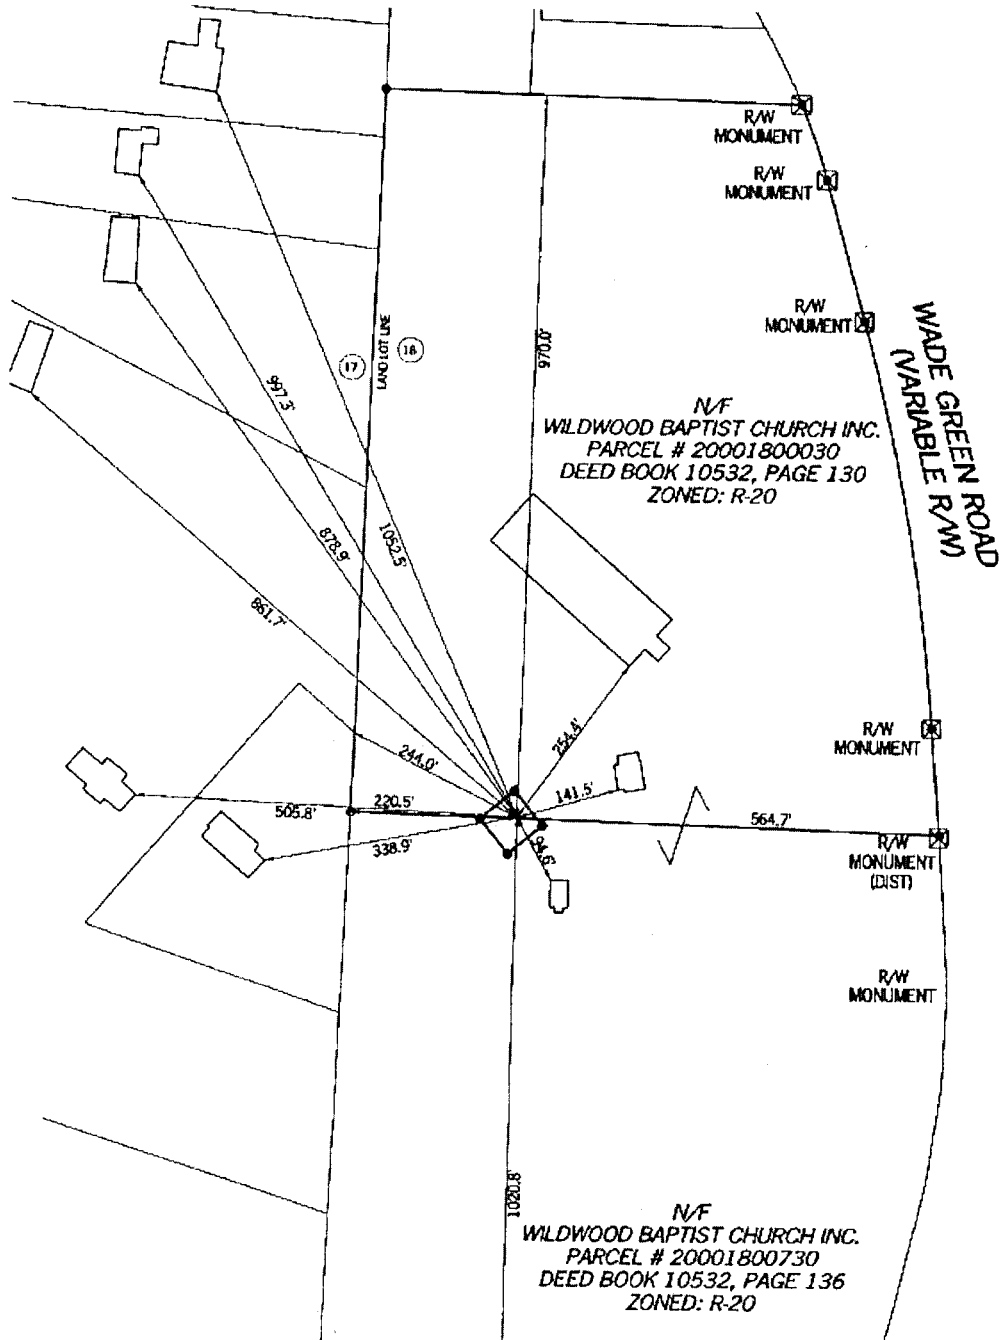 R/W
MONUMENT
R/W
MONUMENT
R/W
MONUMENT
WADE GREEN ROAD
(VARIABLE R/W)
LAND LOT LINE
17
18
970.0'
997.3'
N/F
WILDWOOD BAPTIST CHURCH INC.
PARCEL # 20001800030
DEED BOOK 10532, PAGE 130
ZONED: R-20
878.9'
1052.5'
861.7'
254.4'
244.0'
R/W
MONUMENT
141.5'
220.5'
505.8'
564.7'
338.9'
94.6'
R/W
MONUMENT
(DIST)
R/W
MONUMENT
1020.8'
N/F
WILDWOOD BAPTIST CHURCH INC.
PARCEL # 20001800730
DEED BOOK 10532, PAGE 136
ZONED: R-20